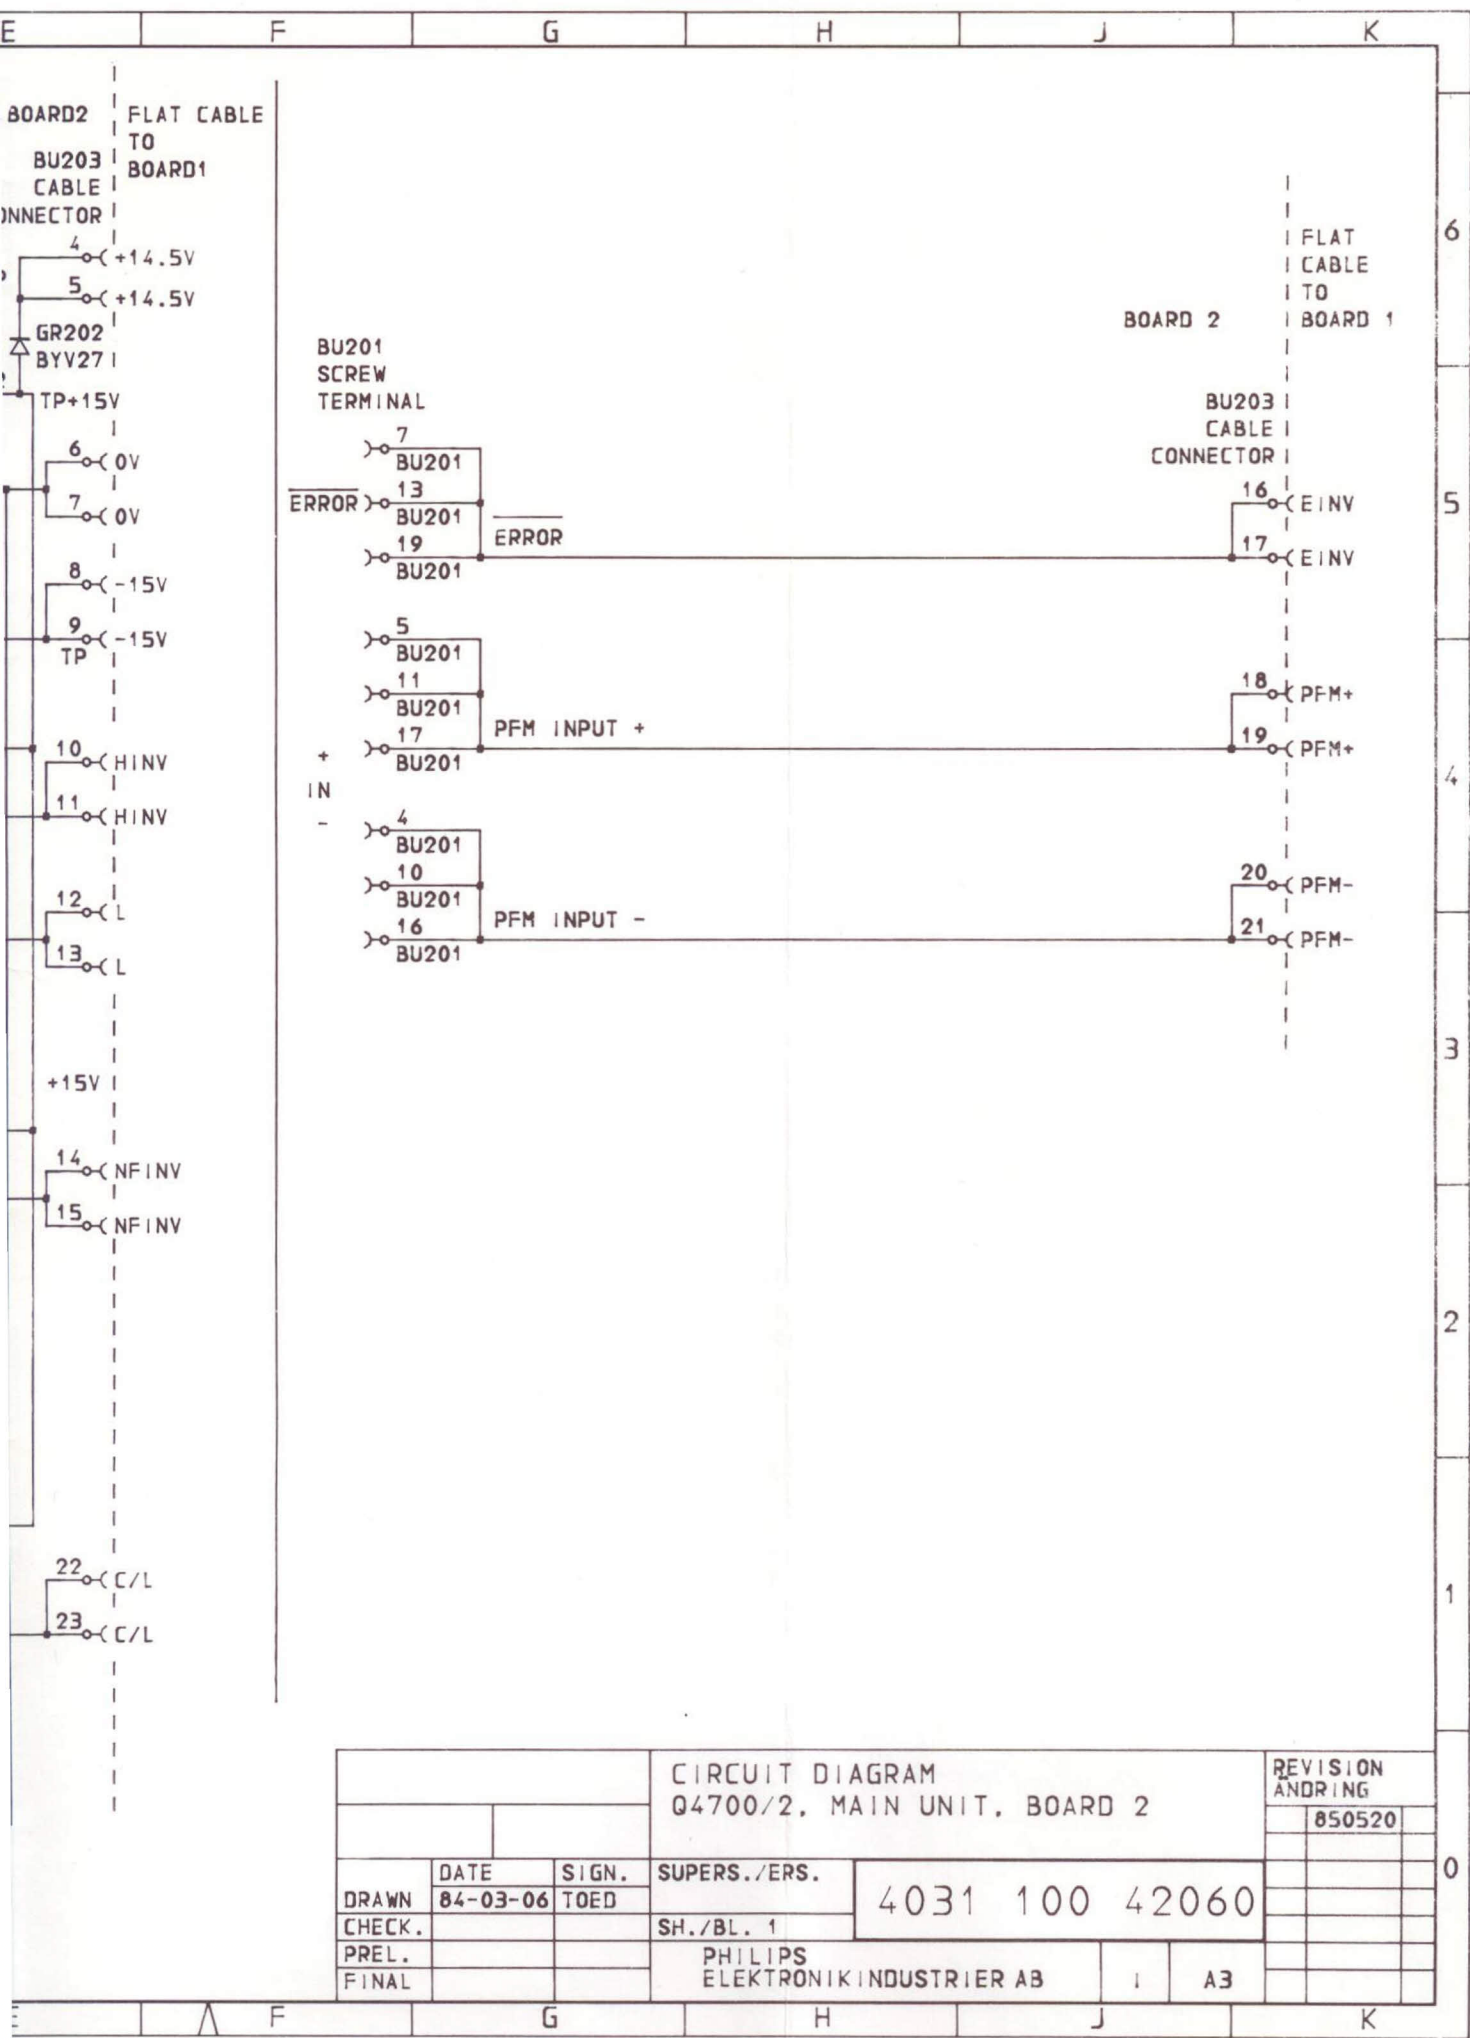 E F G H J K
BOARD2
FLAT CABLE
TO
BOARD1
BU203
CABLE
ONNECTOR
4 +14.5V
5 +14.5V
GR202
BYV27
TP+15V
6 0V
7 0V
8 -15V
9 -15V
TP
10 HINV
11 HINV
12 L
13 L
+15V
14 NFINV
15 NFINV
22 C/L
23 C/L
BU201
SCREW
TERMINAL
7
BU201
ERROR 13
BU201
ERROR
19
BU201
5
BU201
11
BU201
PFM INPUT +
17
BU201
+
IN
-
4
BU201
10
BU201
PFM INPUT -
16
BU201
BOARD 2
FLAT
CABLE
TO
BOARD 1
BU203
CABLE
CONNECTOR
16 EINV
17 EINV
18 PFM+
19 PFM+
20 PFM-
21 PFM-
6
5
4
3
2
1
0
CIRCUIT DIAGRAM
Q4700/2. MAIN UNIT. BOARD 2
REVISION
ÄNDRING
850520
DATE SIGN. SUPERS./ERS.
DRAWN 84-03-06 TOED
4031 100 42060
CHECK. SH./BL. 1
PREL.
FINAL
PHILIPS
ELEKTRONIKINDUSTRIER AB
1 A3
E F G H J K